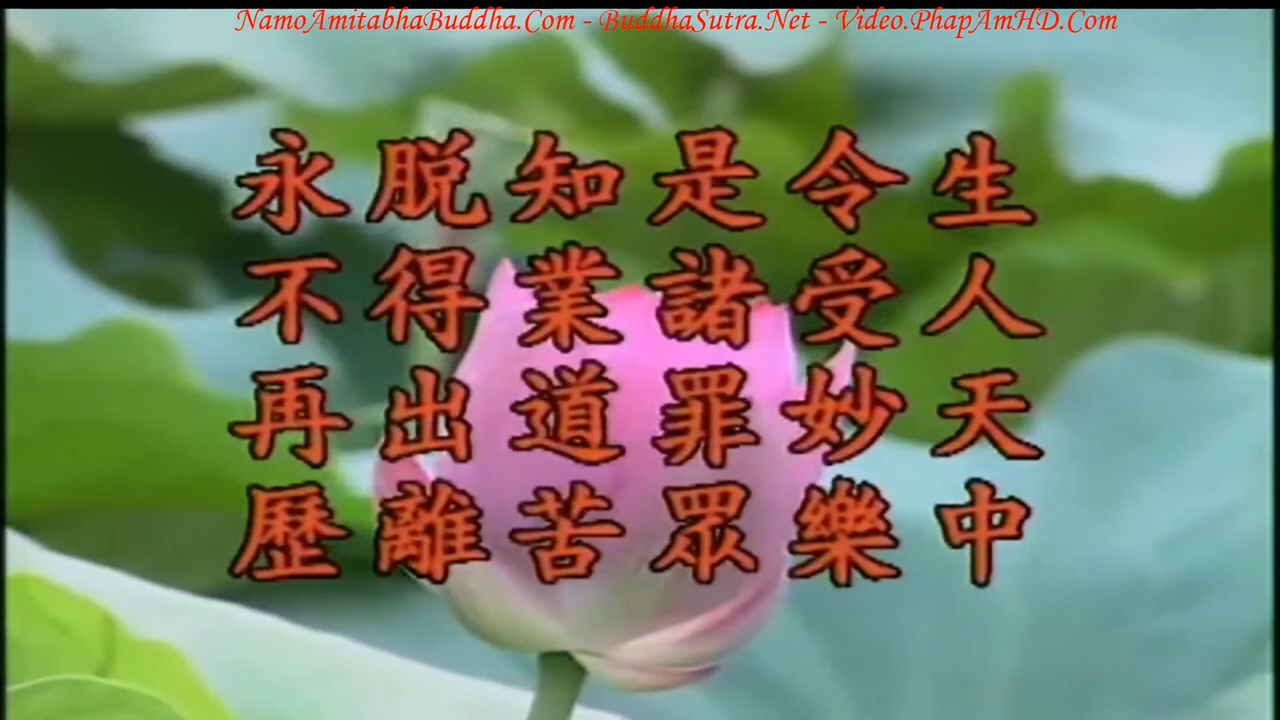 NamoAmitabhaBuddha.Com - BuddhaSutra.Net - Video.PhapAmHD.Com
生人天中
令受妙樂
是諸罪眾
知業道苦
脫得出離
永不再歷